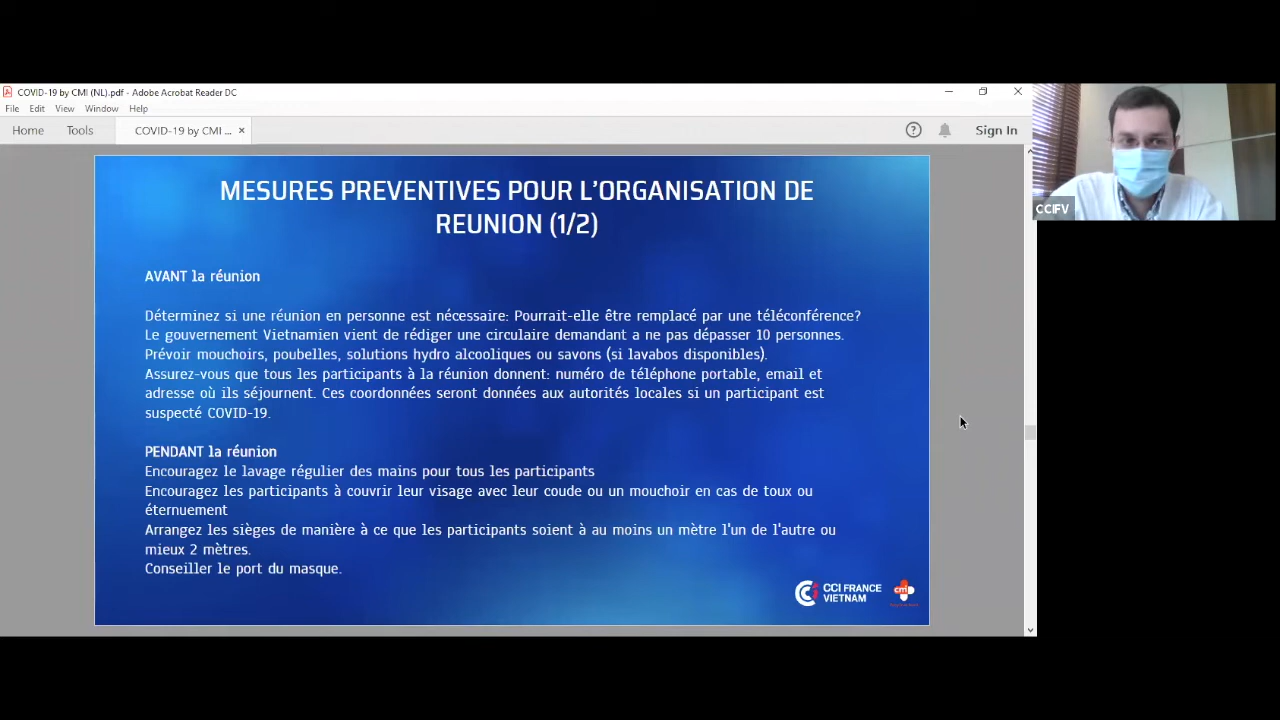 COVID-19 by CMI (NL).pdf - Adobe Acrobat Reader DC
File Edit View Window Help
Home Tools COVID-19 by CMI ... × Sign In
MESURES PREVENTIVES POUR L'ORGANISATION DE
REUNION (1/2)
AVANT la réunion
Déterminez si une réunion en personne est nécessaire: Pourrait-elle être remplacé par une téléconférence?
Le gouvernement Vietnamien vient de rédiger une circulaire demandant a ne pas dépasser 10 personnes.
Prévoir mouchoirs, poubelles, solutions hydro alcooliques ou savons (si lavabos disponibles).
Assurez-vous que tous les participants à la réunion donnent: numéro de téléphone portable, email et
adresse où ils séjournent. Ces coordonnées seront données aux autorités locales si un participant est
suspecté COVID-19.
PENDANT la réunion
Encouragez le lavage régulier des mains pour tous les participants
Encouragez les participants à couvrir leur visage avec leur coude ou un mouchoir en cas de toux ou
éternuement
Arrangez les sièges de manière à ce que les participants soient à au moins un mètre l'un de l'autre ou
mieux 2 mètres.
Conseiller le port du masque.
CCI FRANCE
VIETNAM
cmi
CCIFV